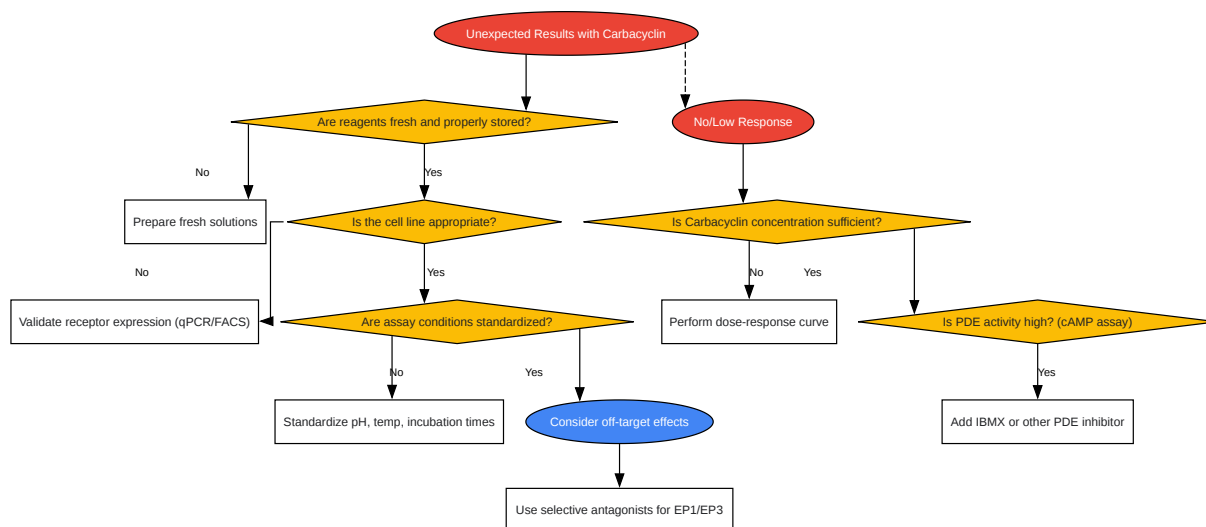 Unexpected Results with Carbacyclin
Are reagents fresh and properly stored?
No/Low Response
No
Yes
Prepare fresh solutions
Is the cell line appropriate?
Is Carbacyclin concentration sufficient?
No
Yes
No
Yes
Validate receptor expression (qPCR/FACS)
Are assay conditions standardized?
Perform dose-response curve
Is PDE activity high? (cAMP assay)
No
Yes
Yes
Standardize pH, temp, incubation times
Consider off-target effects
Add IBMX or other PDE inhibitor
Use selective antagonists for EP1/EP3